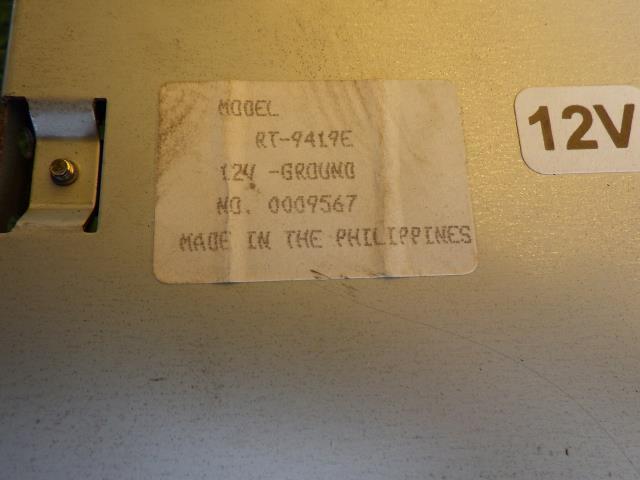 MODEL
RT-9419E
12V -GROUND
NO. 0009567
MADE IN THE PHILIPPINES
12V